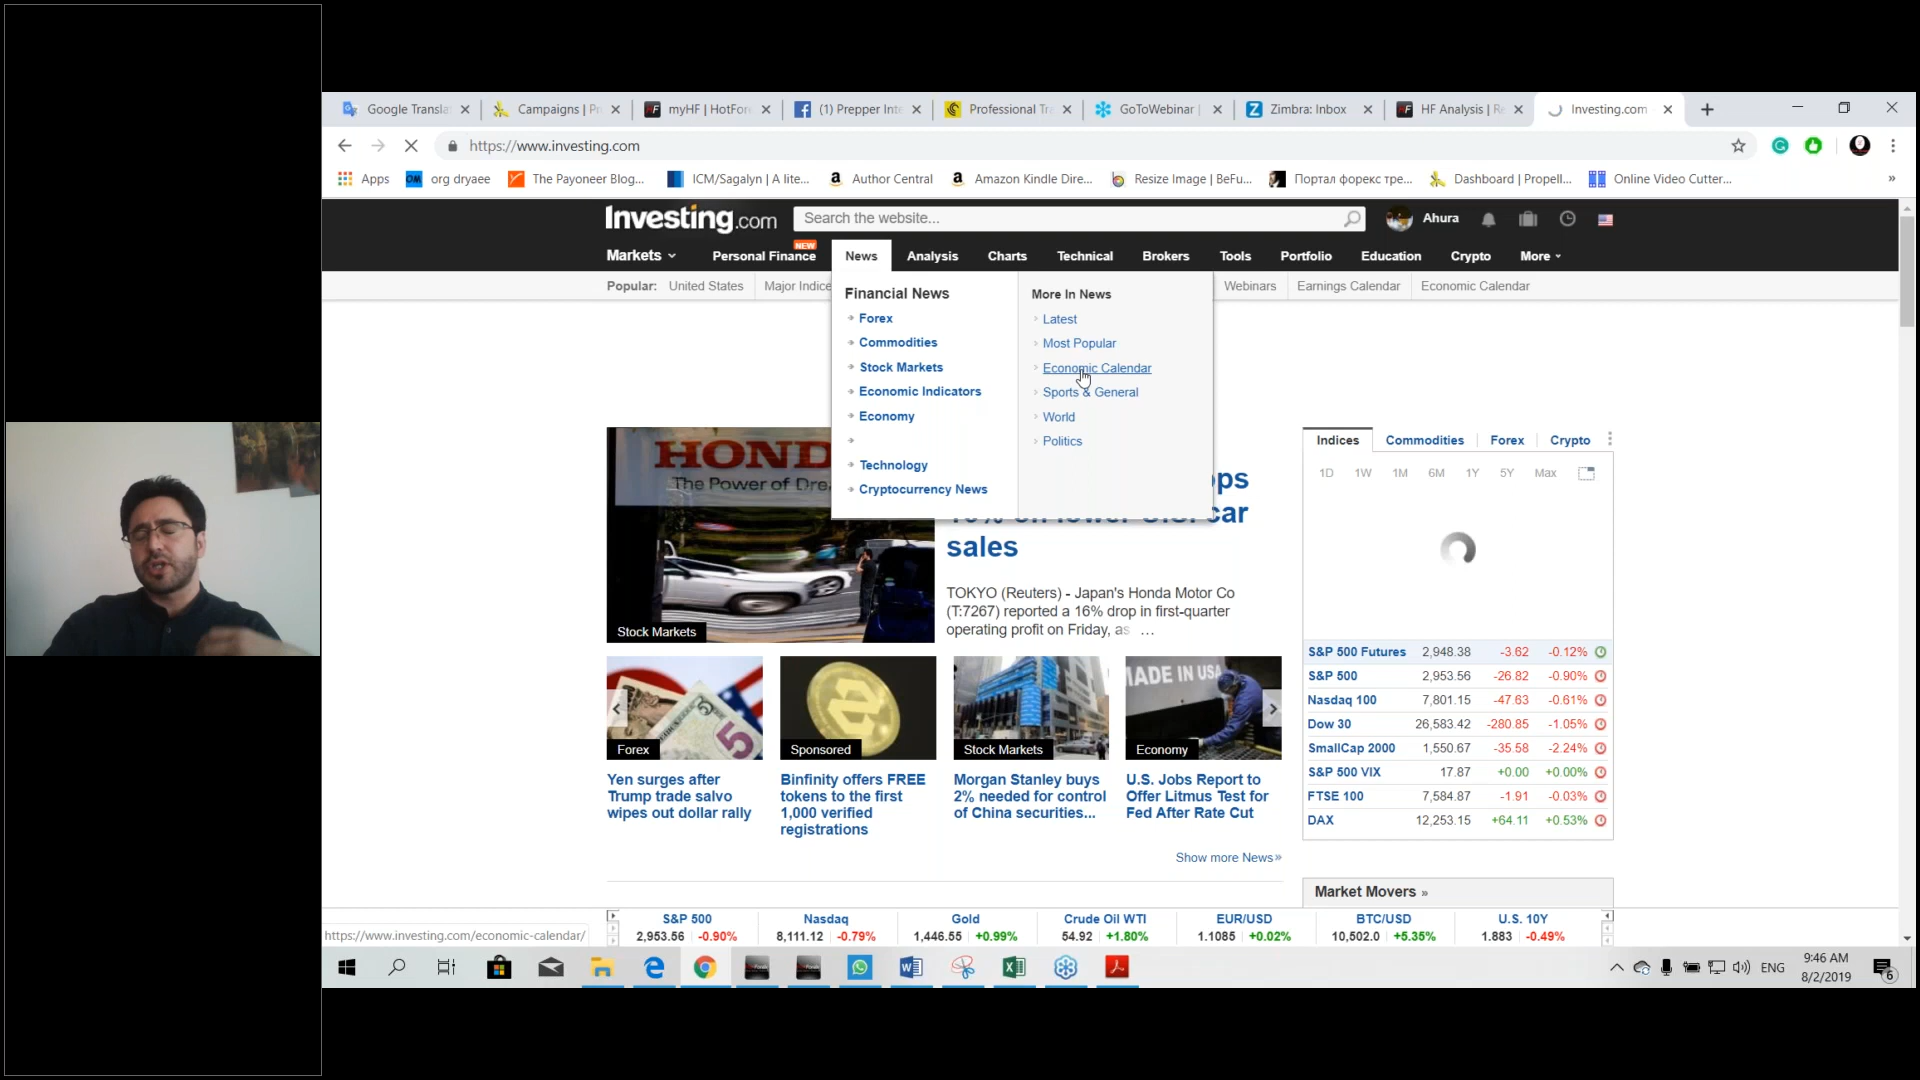 Google Transla
Campaigns | Pr
myHF | HotFor
(1) Prepper Inte
Professional Tr
GoToWebinar |
Zimbra: Inbox
HF Analysis | Re
Investing.com
https://www.investing.com
Apps
org dryaee
The Payoneer Blog...
ICM/Sagalyn | A lite...
Author Central
Amazon Kindle Dire...
Resize Image | BeFu...
Портал форекс тре...
Dashboard | Propell...
Online Video Cutter...
»
Investing.com
Search the website...
Ahura
Markets
NEW
Personal Finance
News
Analysis
Charts
Technical
Brokers
Tools
Portfolio
Education
Crypto
More
Popular:
United States
Major Indice
Webinars
Earnings Calendar
Economic Calendar
Financial News
Forex
Commodities
Stock Markets
Economic Indicators
Economy
Technology
Cryptocurrency News
More In News
Latest
Most Popular
Economic Calendar
Sports & General
World
Politics
HOND
The Power of Dre
Stock Markets
ops
car
sales
TOKYO (Reuters) - Japan's Honda Motor Co
(T:7267) reported a 16% drop in first-quarter
operating profit on Friday, as ...
Forex
Yen surges after
Trump trade salvo
wipes out dollar rally
Sponsored
Binfinity offers FREE
tokens to the first
1,000 verified
registrations
Stock Markets
Morgan Stanley buys
2% needed for control
of China securities...
MADE IN USA
Economy
U.S. Jobs Report to
Offer Litmus Test for
Fed After Rate Cut
Show more News»
Indices
Commodities
Forex
Crypto
1D 1W 1M 6M 1Y 5Y Max
S&P 500 Futures 2,948.38 -3.62 -0.12%
S&P 500 2,953.56 -26.82 -0.90%
Nasdaq 100 7,801.15 -47.63 -0.61%
Dow 30 26,583.42 -280.85 -1.05%
SmallCap 2000 1,550.67 -35.58 -2.24%
S&P 500 VIX 17.87 +0.00 +0.00%
FTSE 100 7,584.87 -1.91 -0.03%
DAX 12,253.15 +64.11 +0.53%
Market Movers »
S&P 500 Nasdaq Gold Crude Oil WTI EUR/USD BTC/USD U.S. 10Y
2,953.56 -0.90% 8,111.12 -0.79% 1,446.55 +0.99% 54.92 +1.80% 1.1085 +0.02% 10,502.0 +5.35% 1.883 -0.49%
https://www.investing.com/economic-calendar/
ENG
9:46 AM
8/2/2019
6